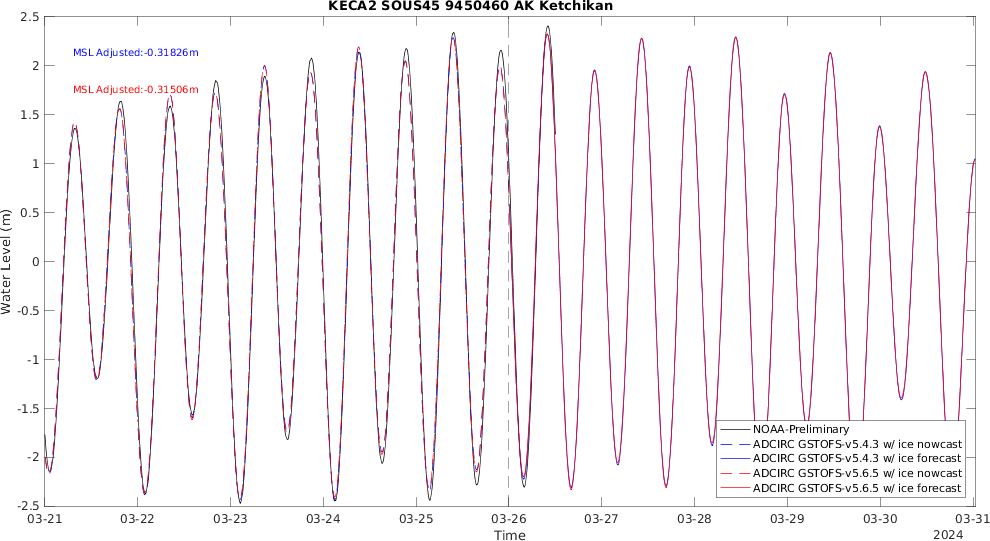 KECA2 SOUS45 9450460 AK Ketchikan
2.5
2
1.5
1
0.5
0
-0.5
-1
-1.5
-2
-2.5
Water Level (m)
MSL Adjusted:-0.31826m
MSL Adjusted:-0.31506m
NOAA-Preliminary
ADCIRC GSTOFS-v5.4.3 w/ ice nowcast
ADCIRC GSTOFS-v5.4.3 w/ ice forecast
ADCIRC GSTOFS-v5.6.5 w/ ice nowcast
ADCIRC GSTOFS-v5.6.5 w/ ice forecast
03-21 03-22 03-23 03-24 03-25 03-26 03-27 03-28 03-29 03-30 03-31
Time
2024